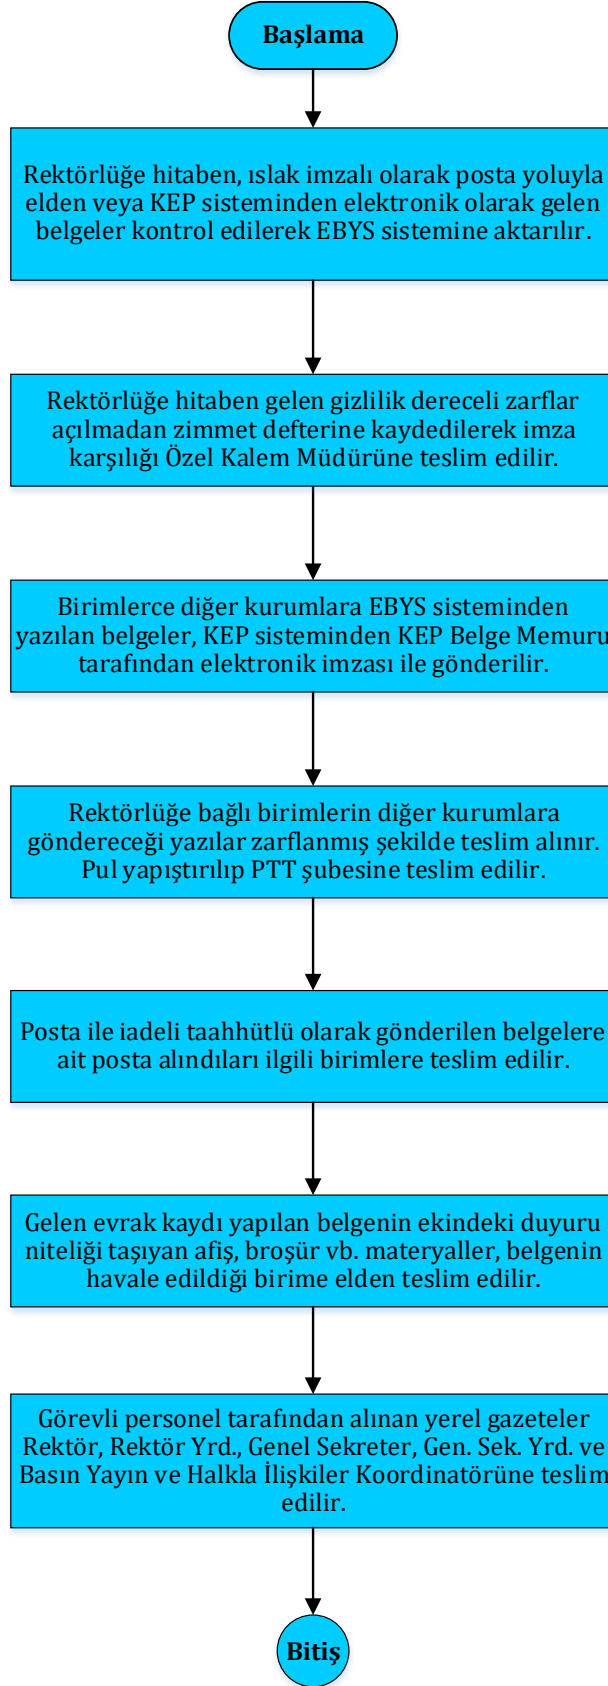 Başlama
Rektörlüğe hitaben, ıslak imzalı olarak posta yoluyla
elden veya KEP sisteminden elektronik olarak gelen
belgeler kontrol edilerek EBYS sistemine aktarılır.
Rektörlüğe hitaben gelen gizlilik dereceli zarflar
açılmadan zimmet defterine kaydedilerek imza
karşılığı Özel Kalem Müdürüne teslim edilir.
Birimlerce diğer kurumlara EBYS sisteminden
yazılan belgeler, KEP sisteminden KEP Belge Memuru
tarafından elektronik imzası ile gönderilir.
Rektörlüğe bağlı birimlerin diğer kurumlara
göndereceği yazılar zarflanmış şekilde teslim alınır.
Pul yapıştırılıp PTT şubesine teslim edilir.
Posta ile iadeli taahhütlü olarak gönderilen belgelere
ait posta alındıları ilgili birimlere teslim edilir.
Gelen evrak kaydı yapılan belgenin ekindeki duyuru
niteliği taşıyan afiş, broşür vb. materyaller, belgenin
havale edildiği birime elden teslim edilir.
Görevli personel tarafından alınan yerel gazeteler
Rektör, Rektör Yrd., Genel Sekreter, Gen. Sek. Yrd. ve
Basın Yayın ve Halkla İlişkiler Koordinatörüne teslim
edilir.
Bitiş